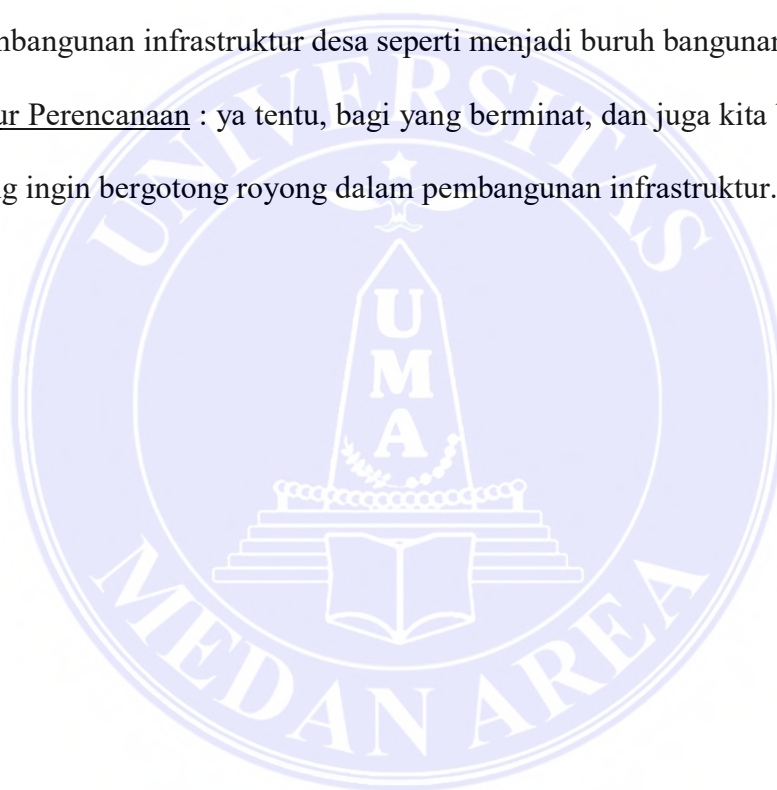 mbangunan infrastruktur desa seperti menjadi buruh bangunan
ur Perencanaan : ya tentu, bagi yang berminat, dan juga kita
g ingin bergotong royong dalam pembangunan infrastruktur.
UNIVERSITAS
UMA
MEDAN AREA